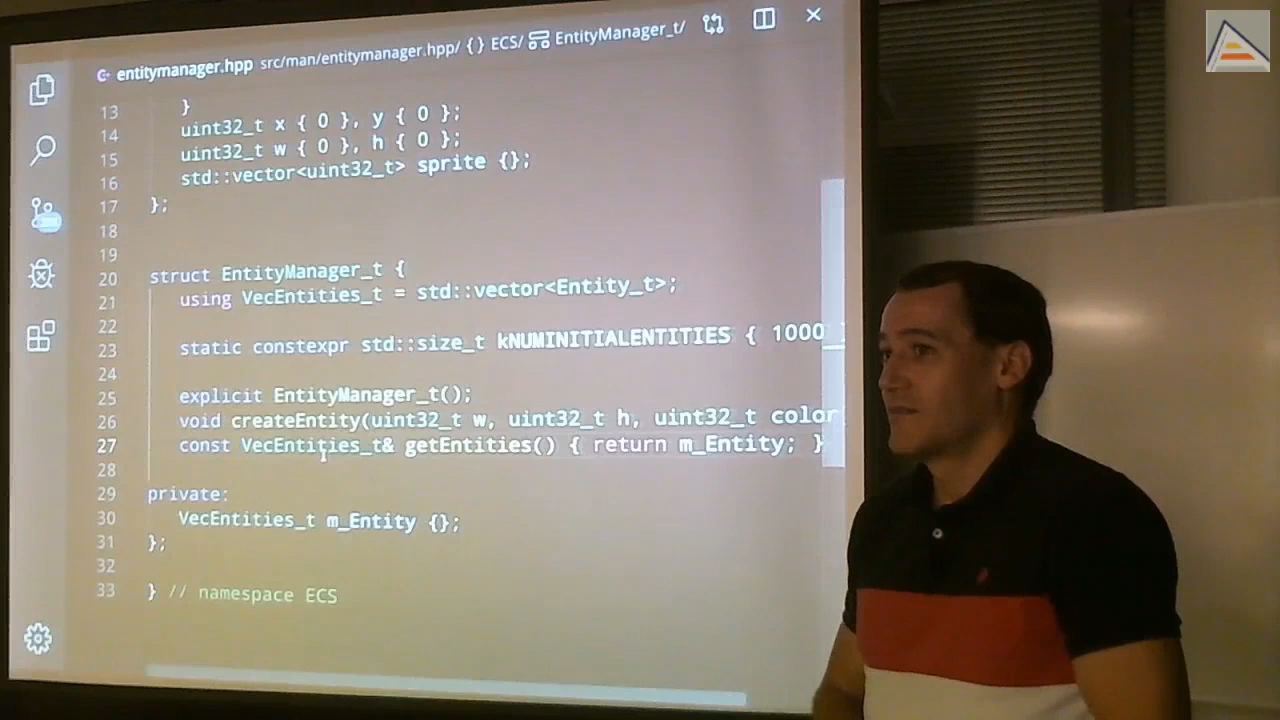 entitymanager.hpp src/man/entitymanager.hpp/ { } ECS/ EntityManager_t/
13 }
14 uint32_t x { 0 }, y { 0 };
15 uint32_t w { 0 }, h { 0 };
16 std::vector<uint32_t> sprite {};
17 };
18
19
20 struct EntityManager_t {
21 using VecEntities_t = std::vector<Entity_t>;
22
23 static constexpr std::size_t kNUMINITIALENTITIES { 1000 }
24
25 explicit EntityManager_t();
26 void createEntity(uint32_t w, uint32_t h, uint32_t color
27 const VecEntities_t& getEntities() { return m_Entity; }
28
29 private:
30 VecEntities_t m_Entity {};
31 };
32
33 } // namespace ECS